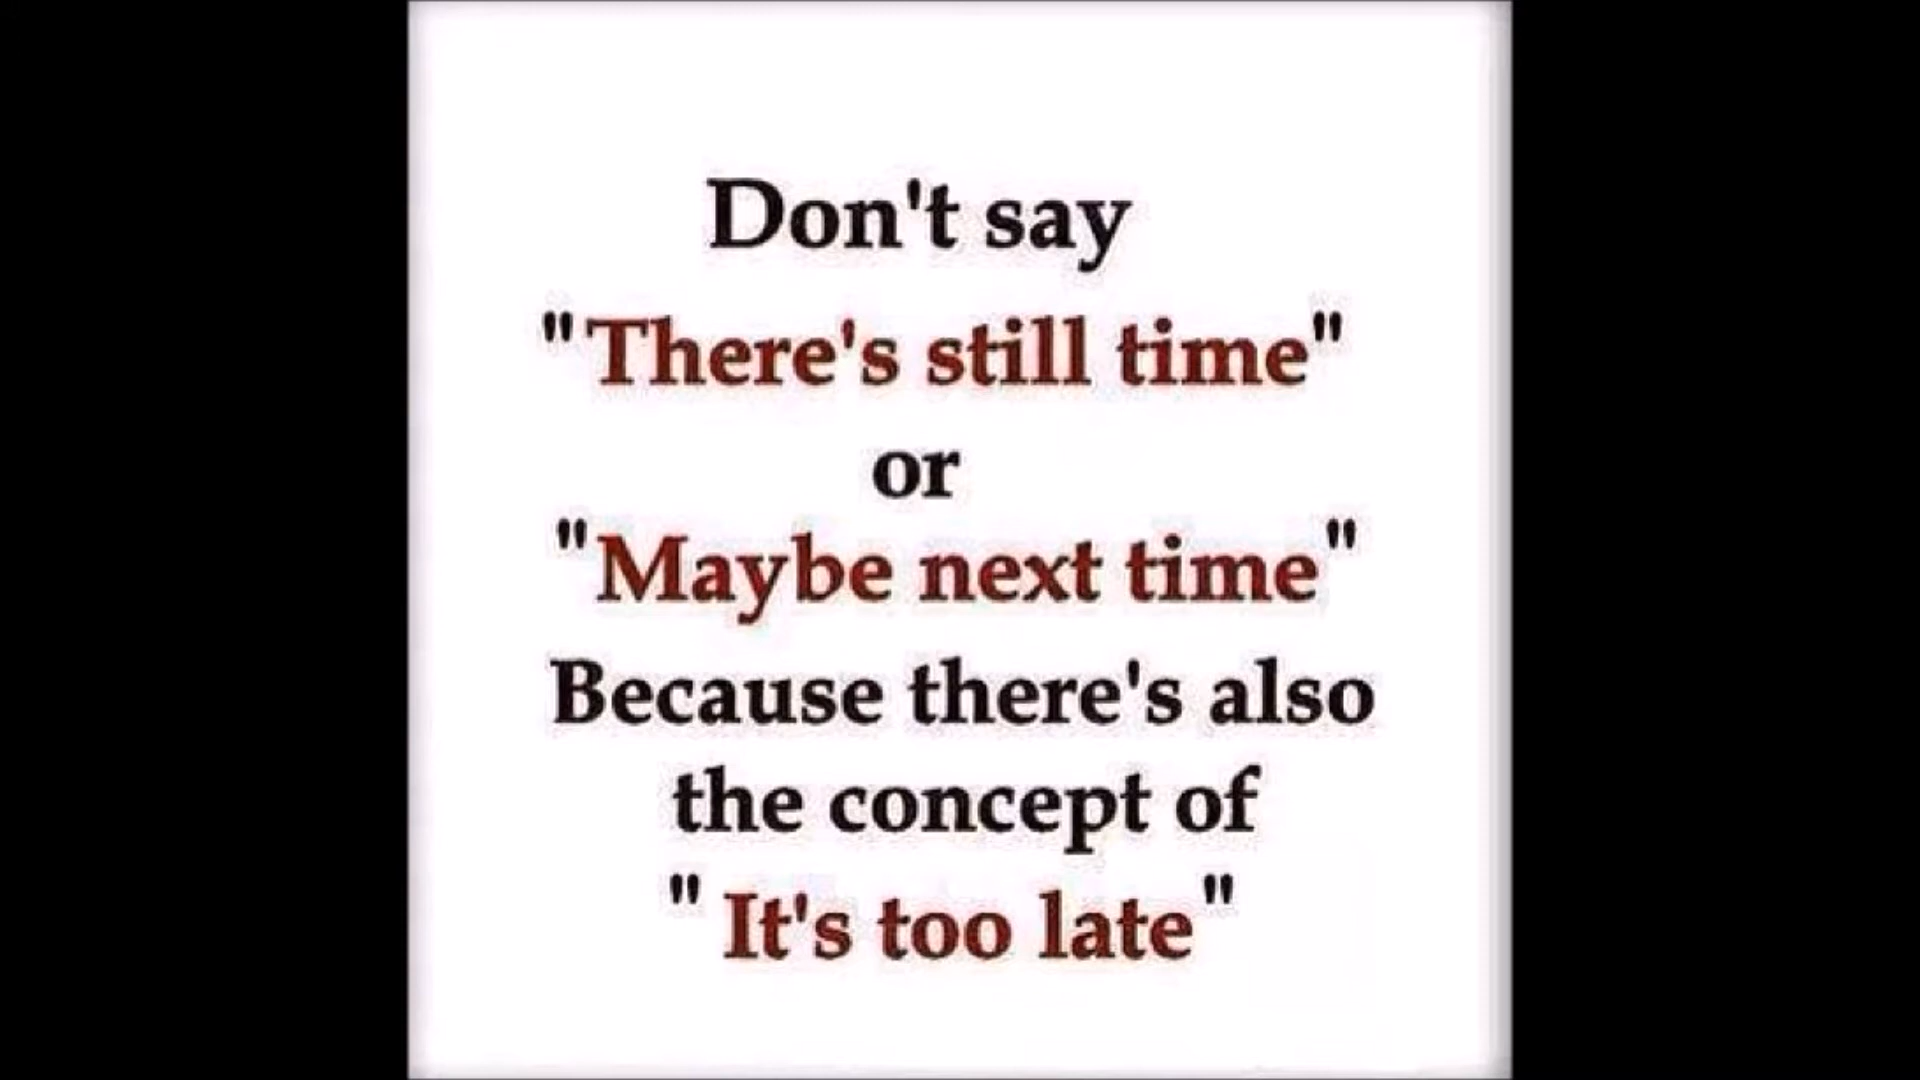 Don't say
"There's still time"
or
"Maybe next time"
Because there's also
the concept of
" It's too late"